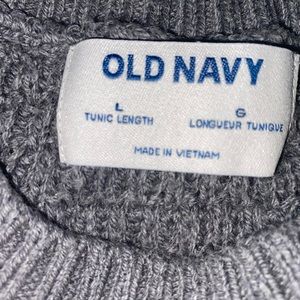 OLD NAVY
L G
TUNIC LENGTH LONGUEUR TUNIQUE
MADE IN VIETNAM